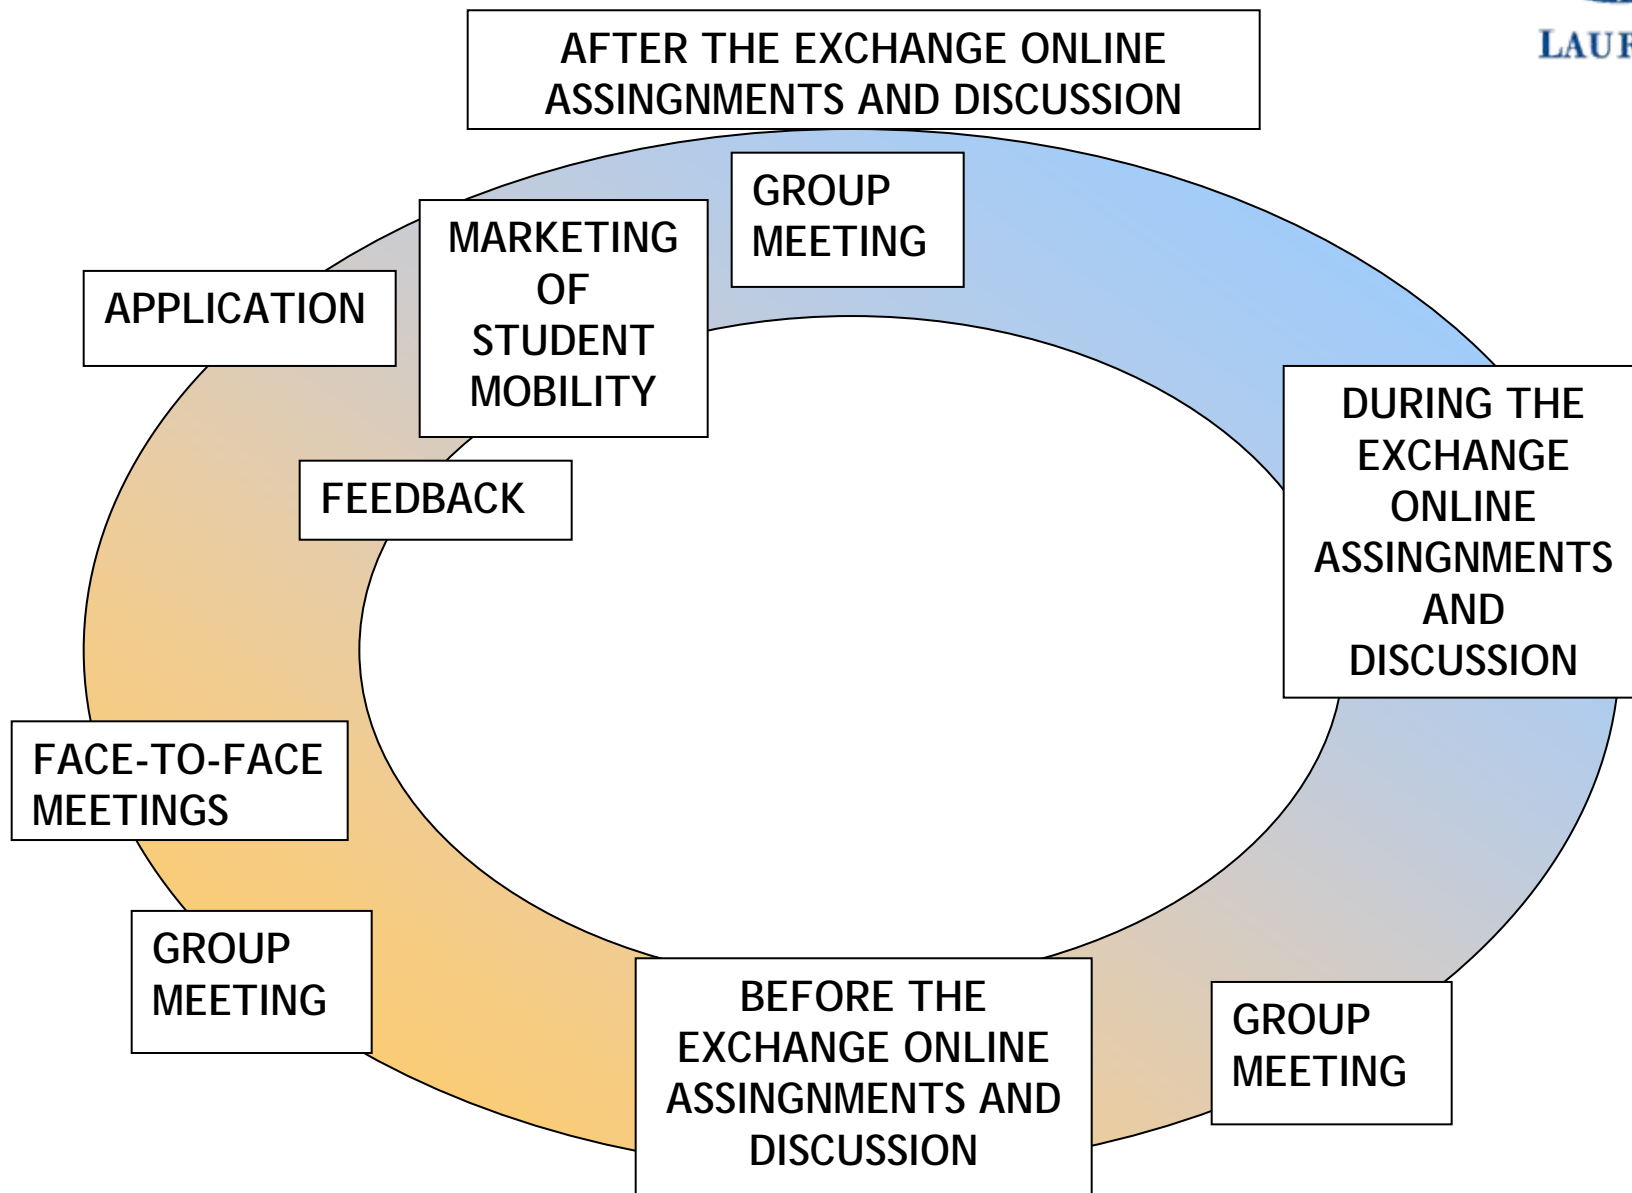 AFTER THE EXCHANGE ONLINE
ASSINGNMENTS AND DISCUSSION
GROUP
MEETING
MARKETING
OF
STUDENT
MOBILITY
APPLICATION
FEEDBACK
DURING THE
EXCHANGE
ONLINE
ASSINGNMENTS
AND
DISCUSSION
FACE-TO-FACE
MEETINGS
GROUP
MEETING
BEFORE THE
EXCHANGE ONLINE
ASSINGNMENTS AND
DISCUSSION
GROUP
MEETING